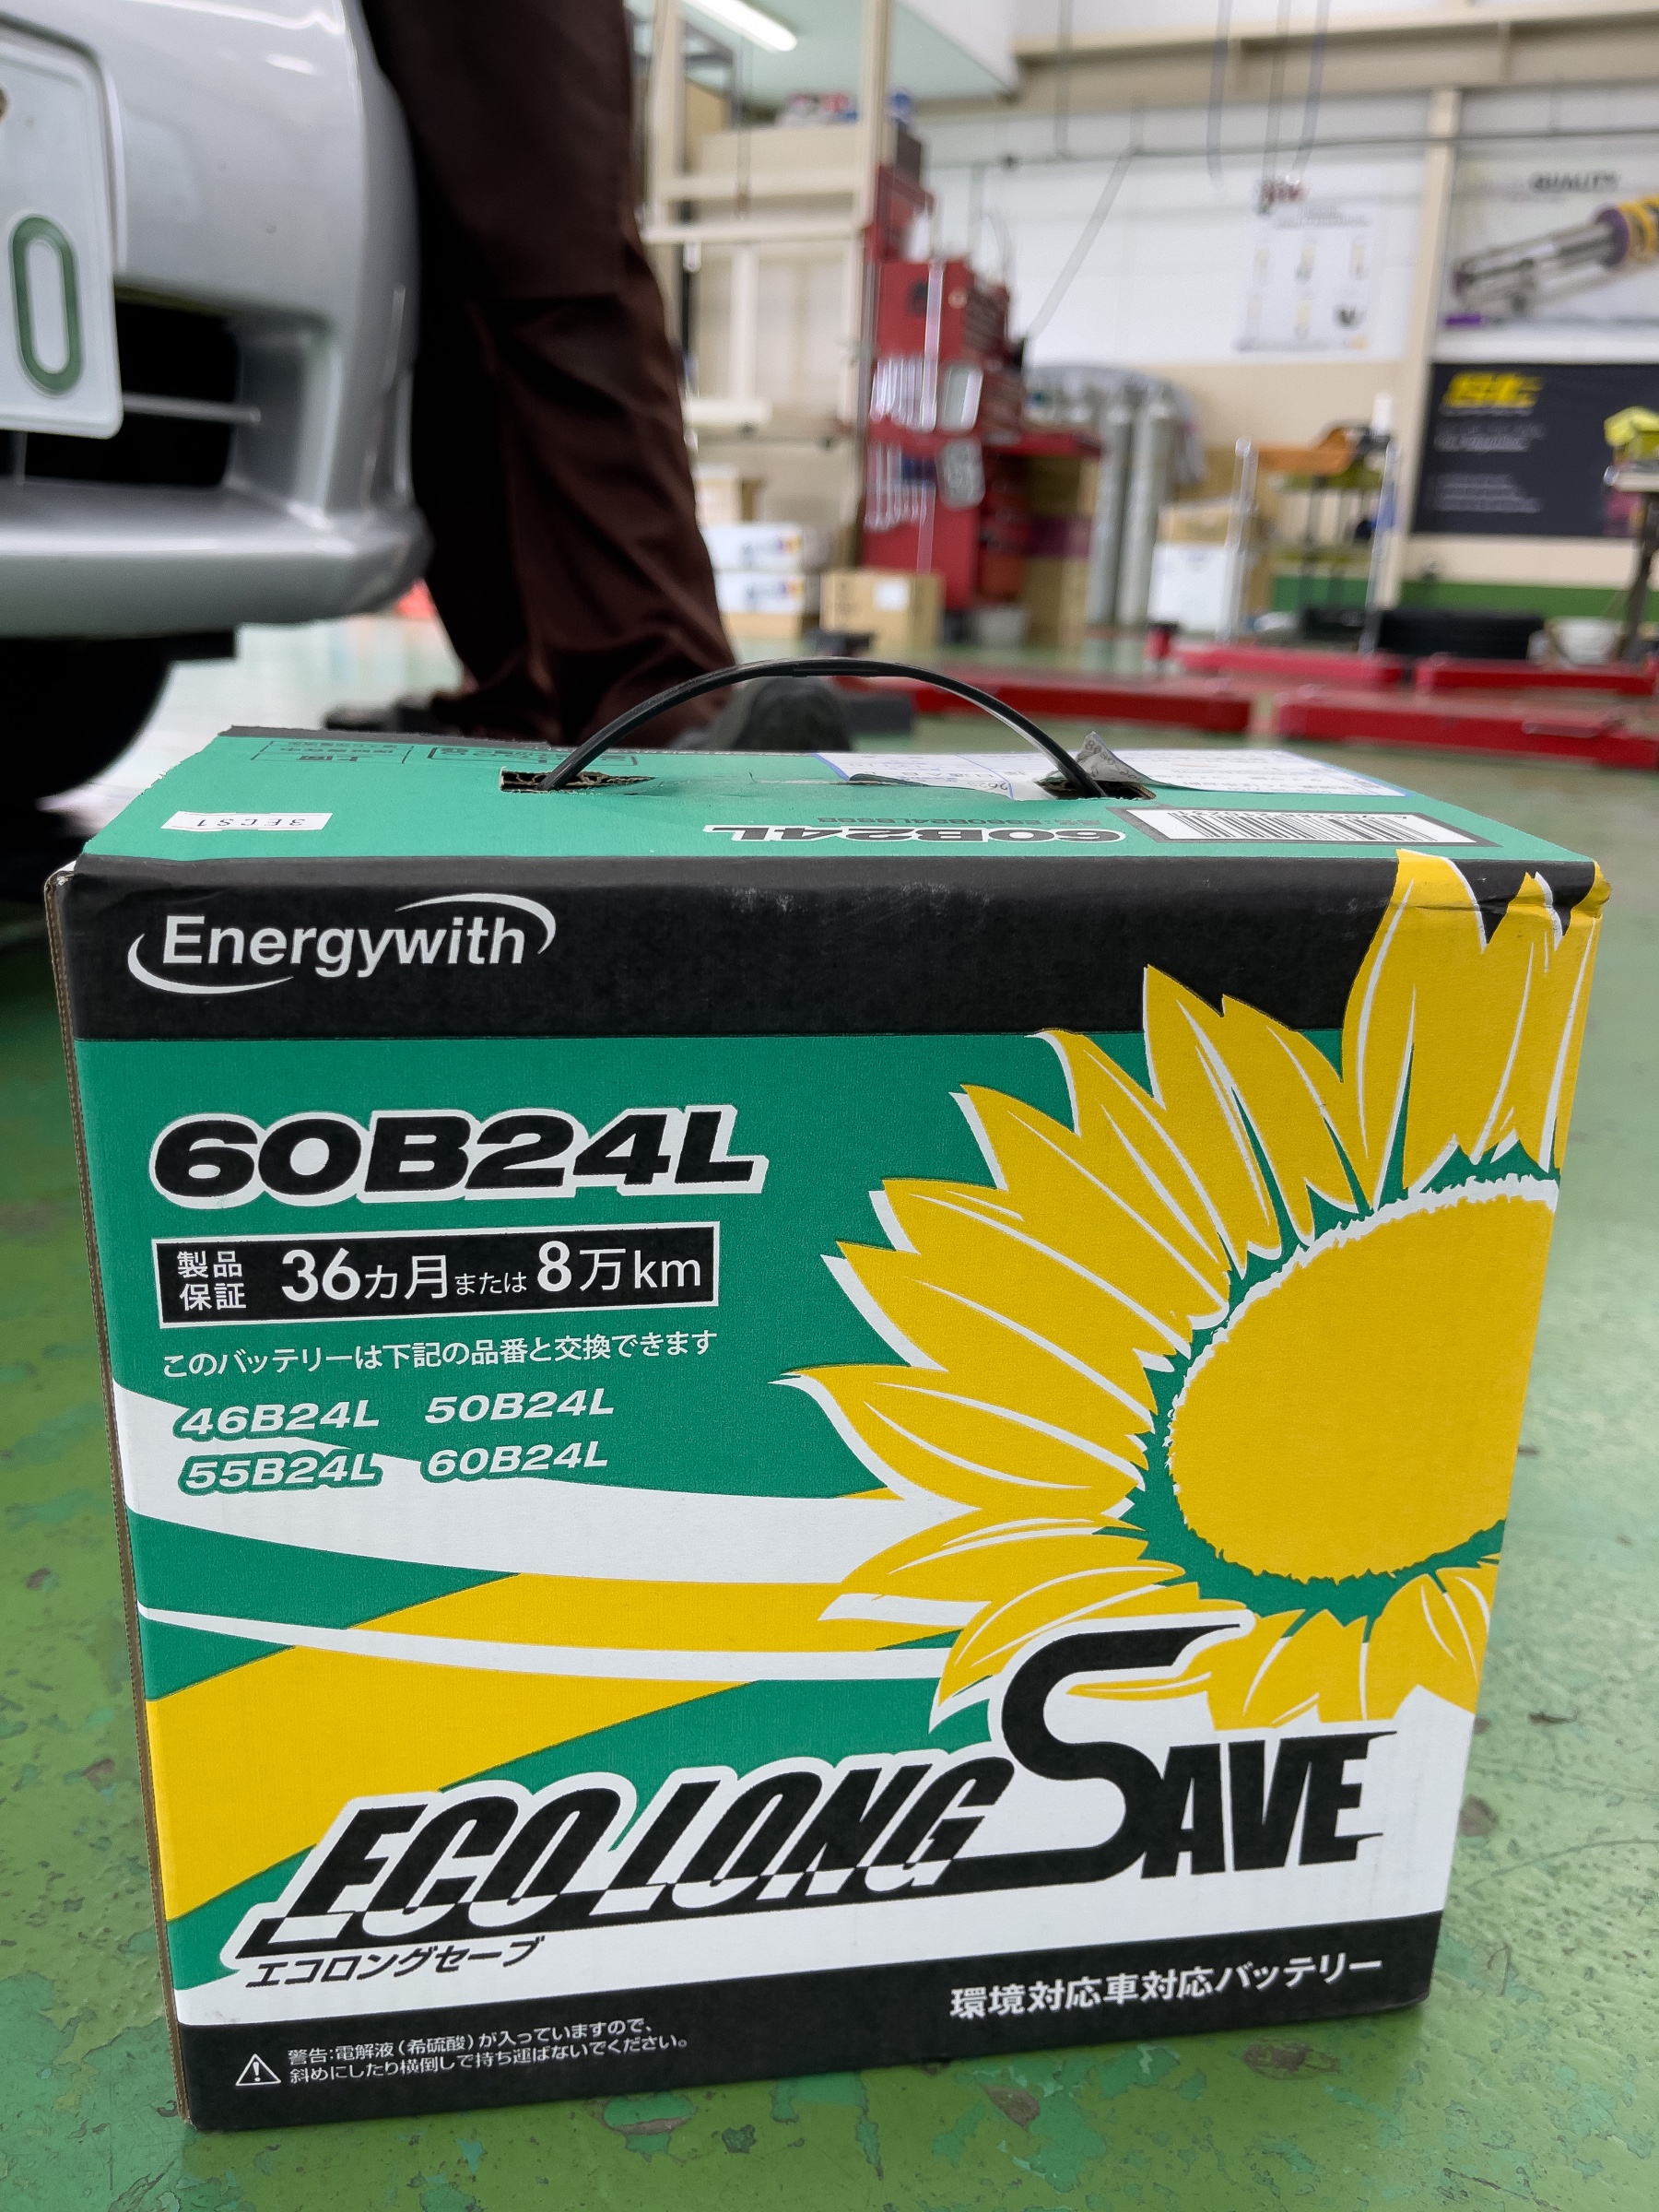 0
QUALITY
上面
3ECS1
60B24L
Energywith
60B24L
製品保証 36カ月または8万km
このバッテリーは下記の品番と交換できます
46B24L 50B24L
55B24L 60B24L
ECO LONG SAVE
エコロングセーブ
環境対応車対応バッテリー
警告:電解液(希硫酸)が入っていますので、
斜めにしたり横倒しで持ち運ばないでください。